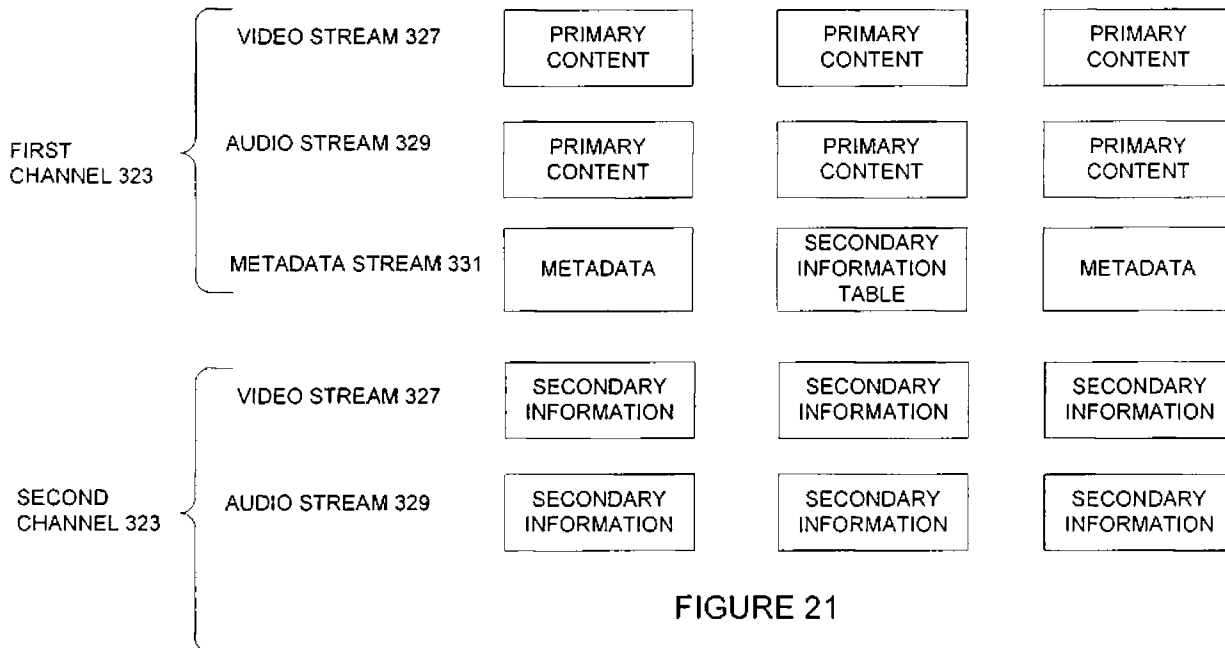 VIDEO STREAM 327
PRIMARY
CONTENT
PRIMARY
CONTENT
PRIMARY
CONTENT
FIRST
CHANNEL 323
AUDIO STREAM 329
PRIMARY
CONTENT
PRIMARY
CONTENT
PRIMARY
CONTENT
METADATA STREAM 331
METADATA
SECONDARY
INFORMATION
TABLE
METADATA
VIDEO STREAM 327
SECONDARY
INFORMATION
SECONDARY
INFORMATION
SECONDARY
INFORMATION
SECOND
CHANNEL 323
AUDIO STREAM 329
SECONDARY
INFORMATION
SECONDARY
INFORMATION
SECONDARY
INFORMATION
FIGURE 21